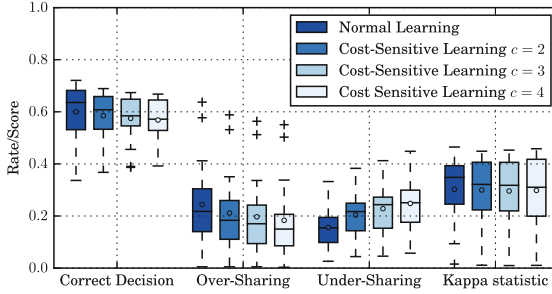 1.0
0.8
0.6
0.4
0.2
0.0
Rate/Score
Normal Learning
Cost-Sensitive Learning c = 2
Cost-Sensitive Learning c = 3
Cost Sensitive Learning c = 4
Correct Decision
Over-Sharing
Under-Sharing
Kappa statistic